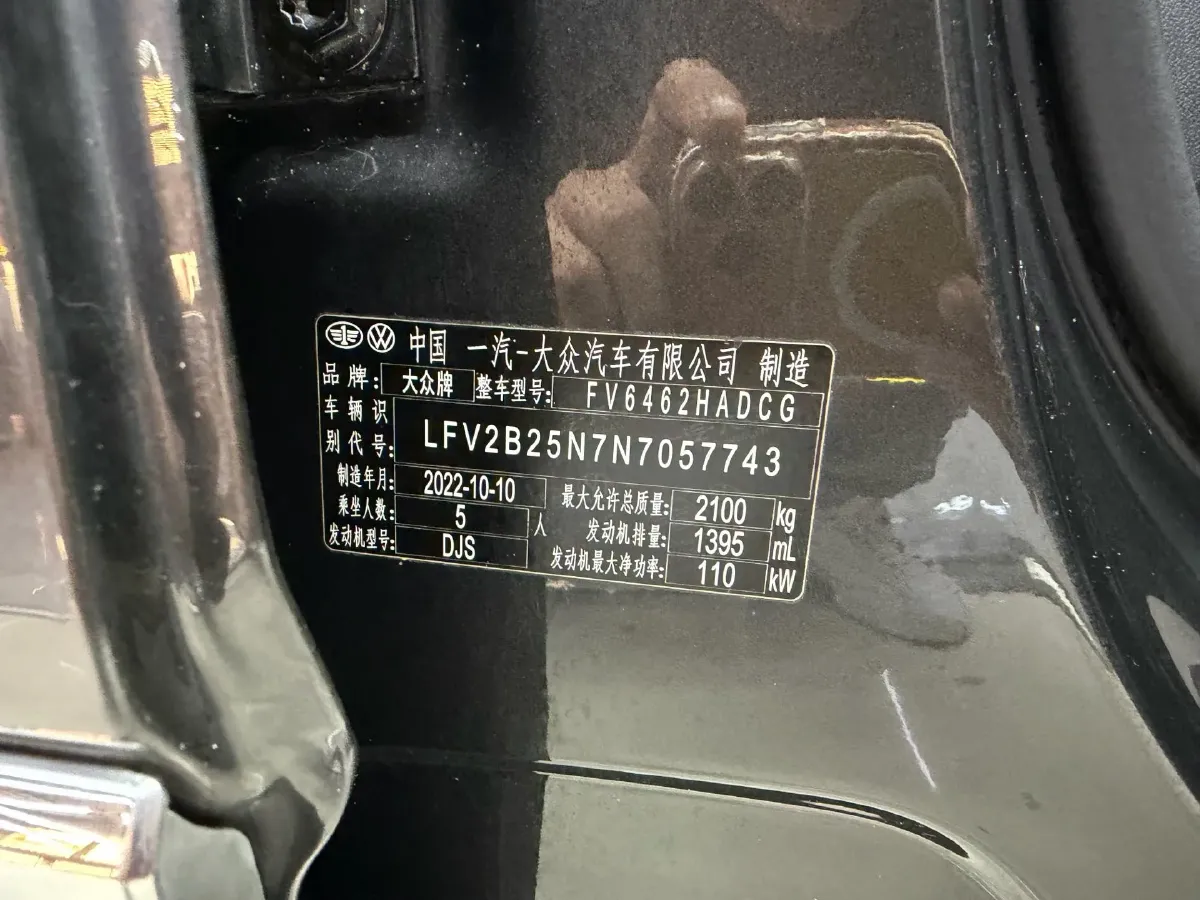 中国 一汽-大众汽车有限公司 制造
品牌: 大众牌 整车型号: FV6462HADCG
车辆识别代号: LFV2B25N7N7057743
制造年月: 2022-10-10 最大允许总质量: 2100 kg
乘坐人数: 5 人 发动机排量: 1395 mL
发动机型号: DJS 发动机最大净功率: 110 kW